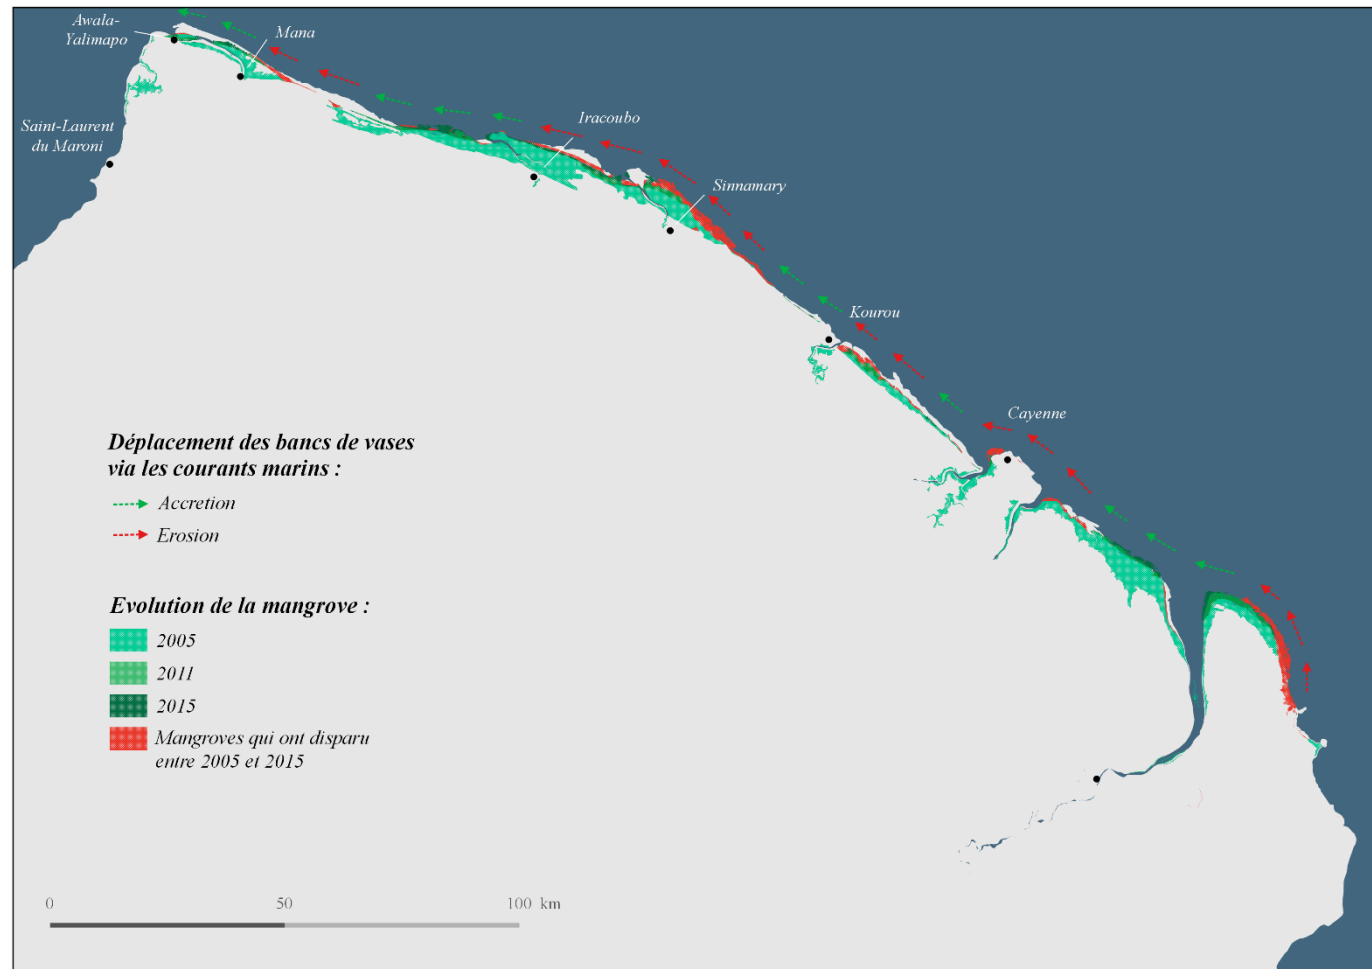 Awala-
Yalimapo
Mana
Saint-Laurent
du Maroni
Iracoubo
Sinnamary
Kourou
Cayenne
Déplacement des bancs de vases
via les courants marins :
Accretion
Erosion
Evolution de la mangrove :
2005
2011
2015
Mangroves qui ont disparu
entre 2005 et 2015
0 50 100 km